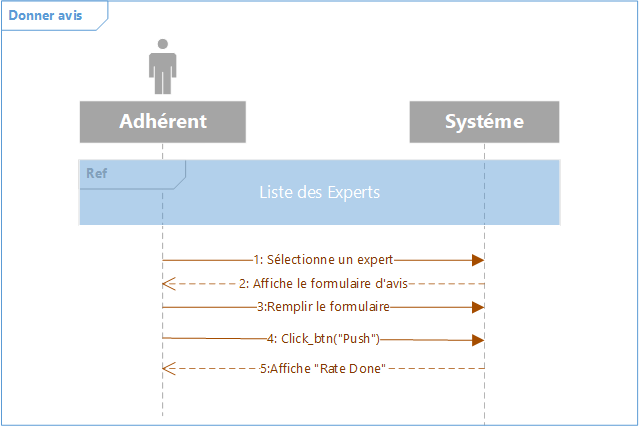 Donner avis
Adhérent
Systéme
Ref
Liste des Experts
1: Sélectionne un expert
2: Affiche le formulaire d'avis
3:Remplir le formulaire
4: Click_btn("Push")
5:Affiche "Rate Done"